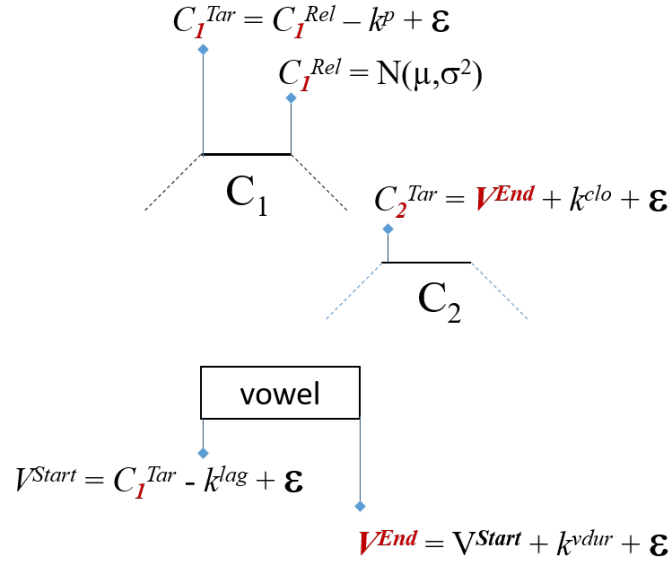 C₁ᵀᵃʳ = C₁ᴿᵉˡ – kᵖ + ε
C₁ᴿᵉˡ = N(μ,σ²)
C₁
C₂ᵀᵃʳ = Vᴱⁿᵈ + kᶜˡᵒ + ε
C₂
vowel
Vˢᵗᵃʳᵗ = C₁ᵀᵃʳ - kˡᵃᵍ + ε
Vᴱⁿᵈ = Vˢᵗᵃʳᵗ + kᵛᵈᵘʳ + ε